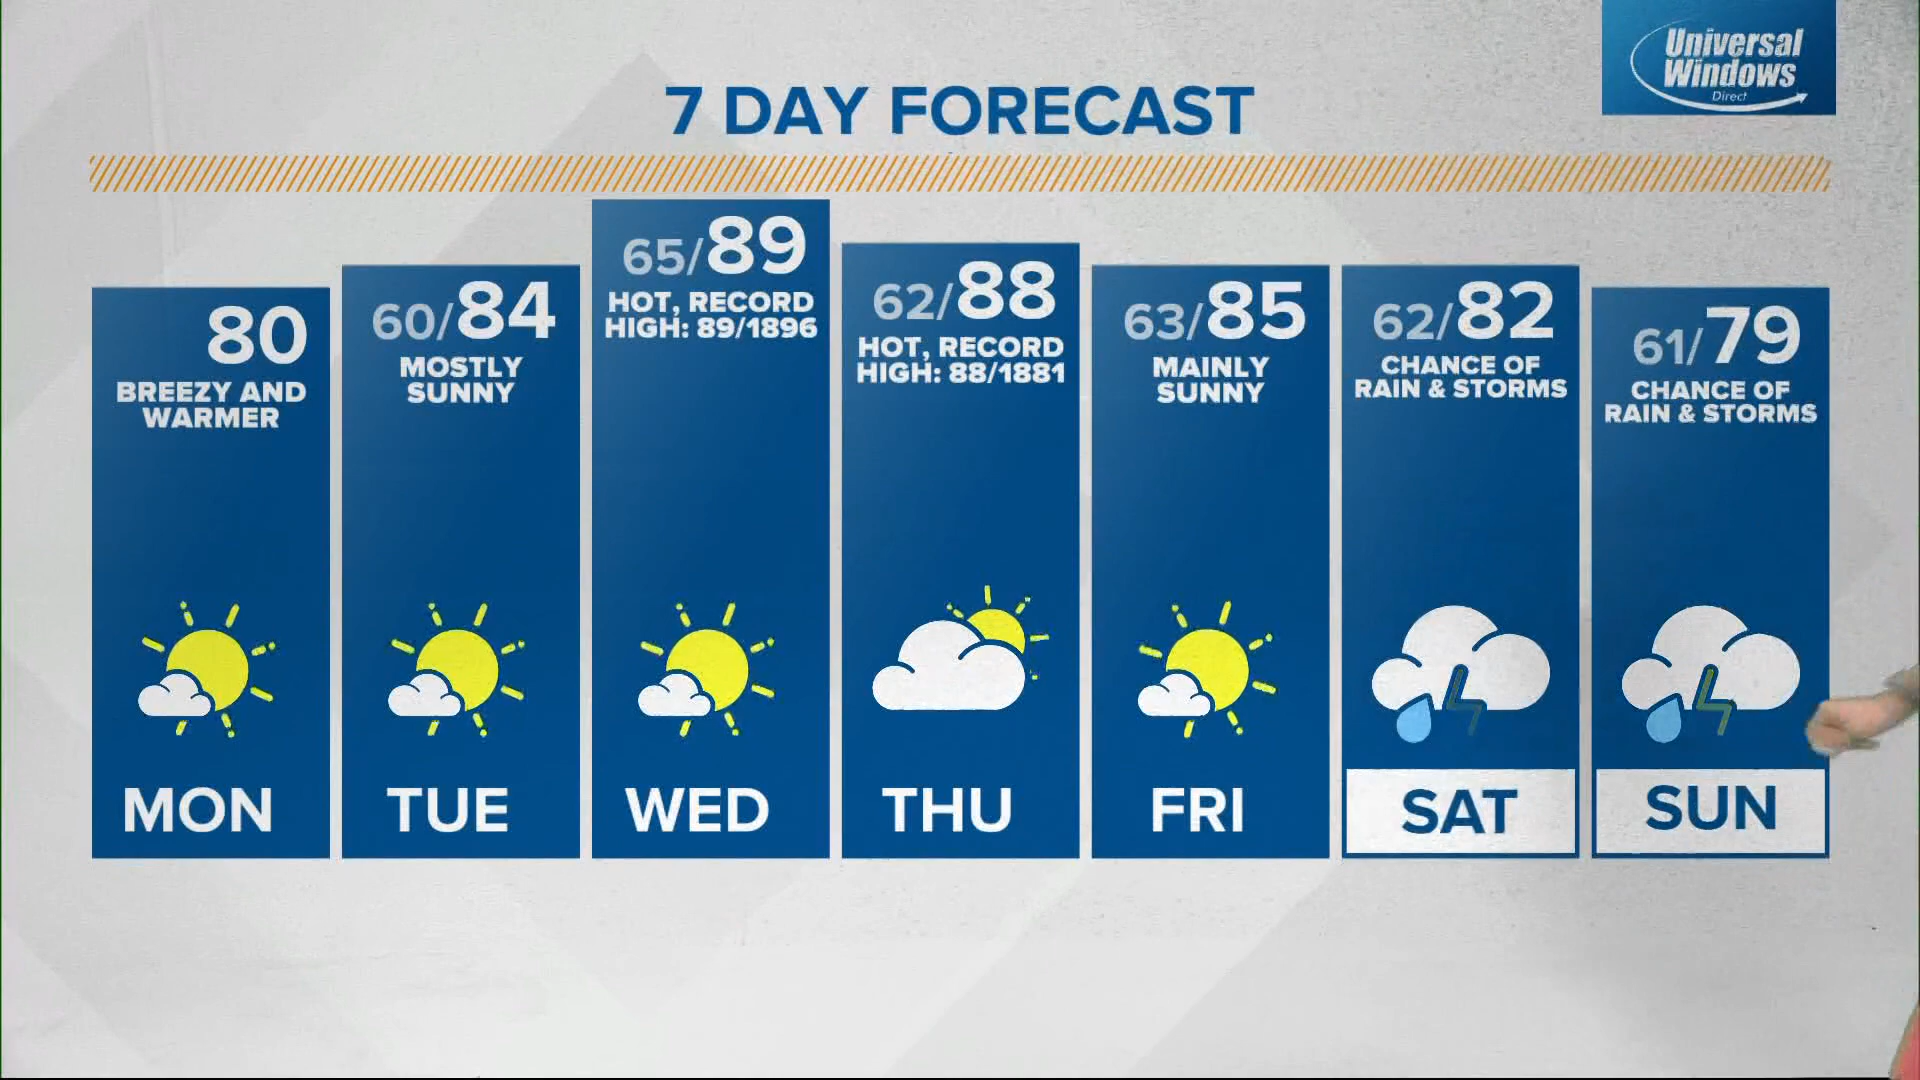 Universal
Windows
Direct
7 DAY FORECAST
80
BREEZY AND
WARMER
MON
60/84
MOSTLY
SUNNY
TUE
65/89
HOT, RECORD
HIGH: 89/1896
WED
62/88
HOT, RECORD
HIGH: 88/1881
THU
63/85
MAINLY
SUNNY
FRI
62/82
CHANCE OF
RAIN & STORMS
SAT
61/79
CHANCE OF
RAIN & STORMS
SUN